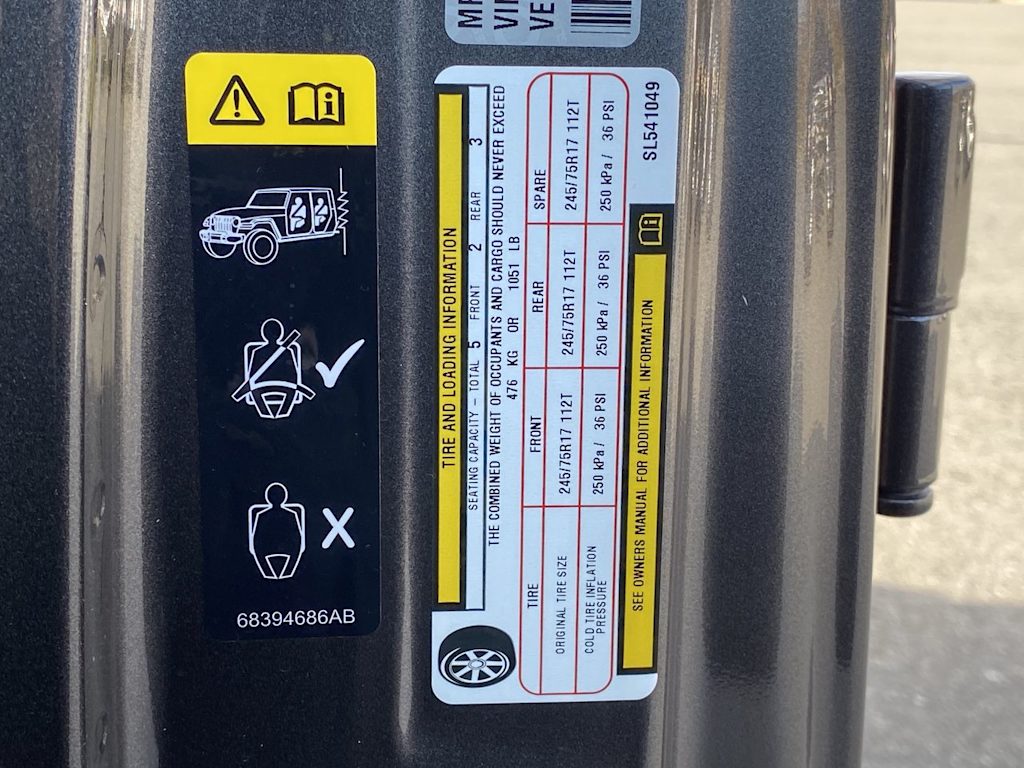 68394686AB
MF
VI
VE
TIRE AND LOADING INFORMATION
SEATING CAPACITY – TOTAL 5 FRONT 2 REAR 3
THE COMBINED WEIGHT OF OCCUPANTS AND CARGO SHOULD NEVER EXCEED
476 KG OR 1051 LB
TIRE FRONT REAR SPARE
ORIGINAL TIRE SIZE 245/75R17 112T 245/75R17 112T 245/75R17 112T
COLD TIRE INFLATION
PRESSURE 250 kPa / 36 PSI 250 kPa / 36 PSI 250 kPa / 36 PSI
SEE OWNERS MANUAL FOR ADDITIONAL INFORMATION
SL541049